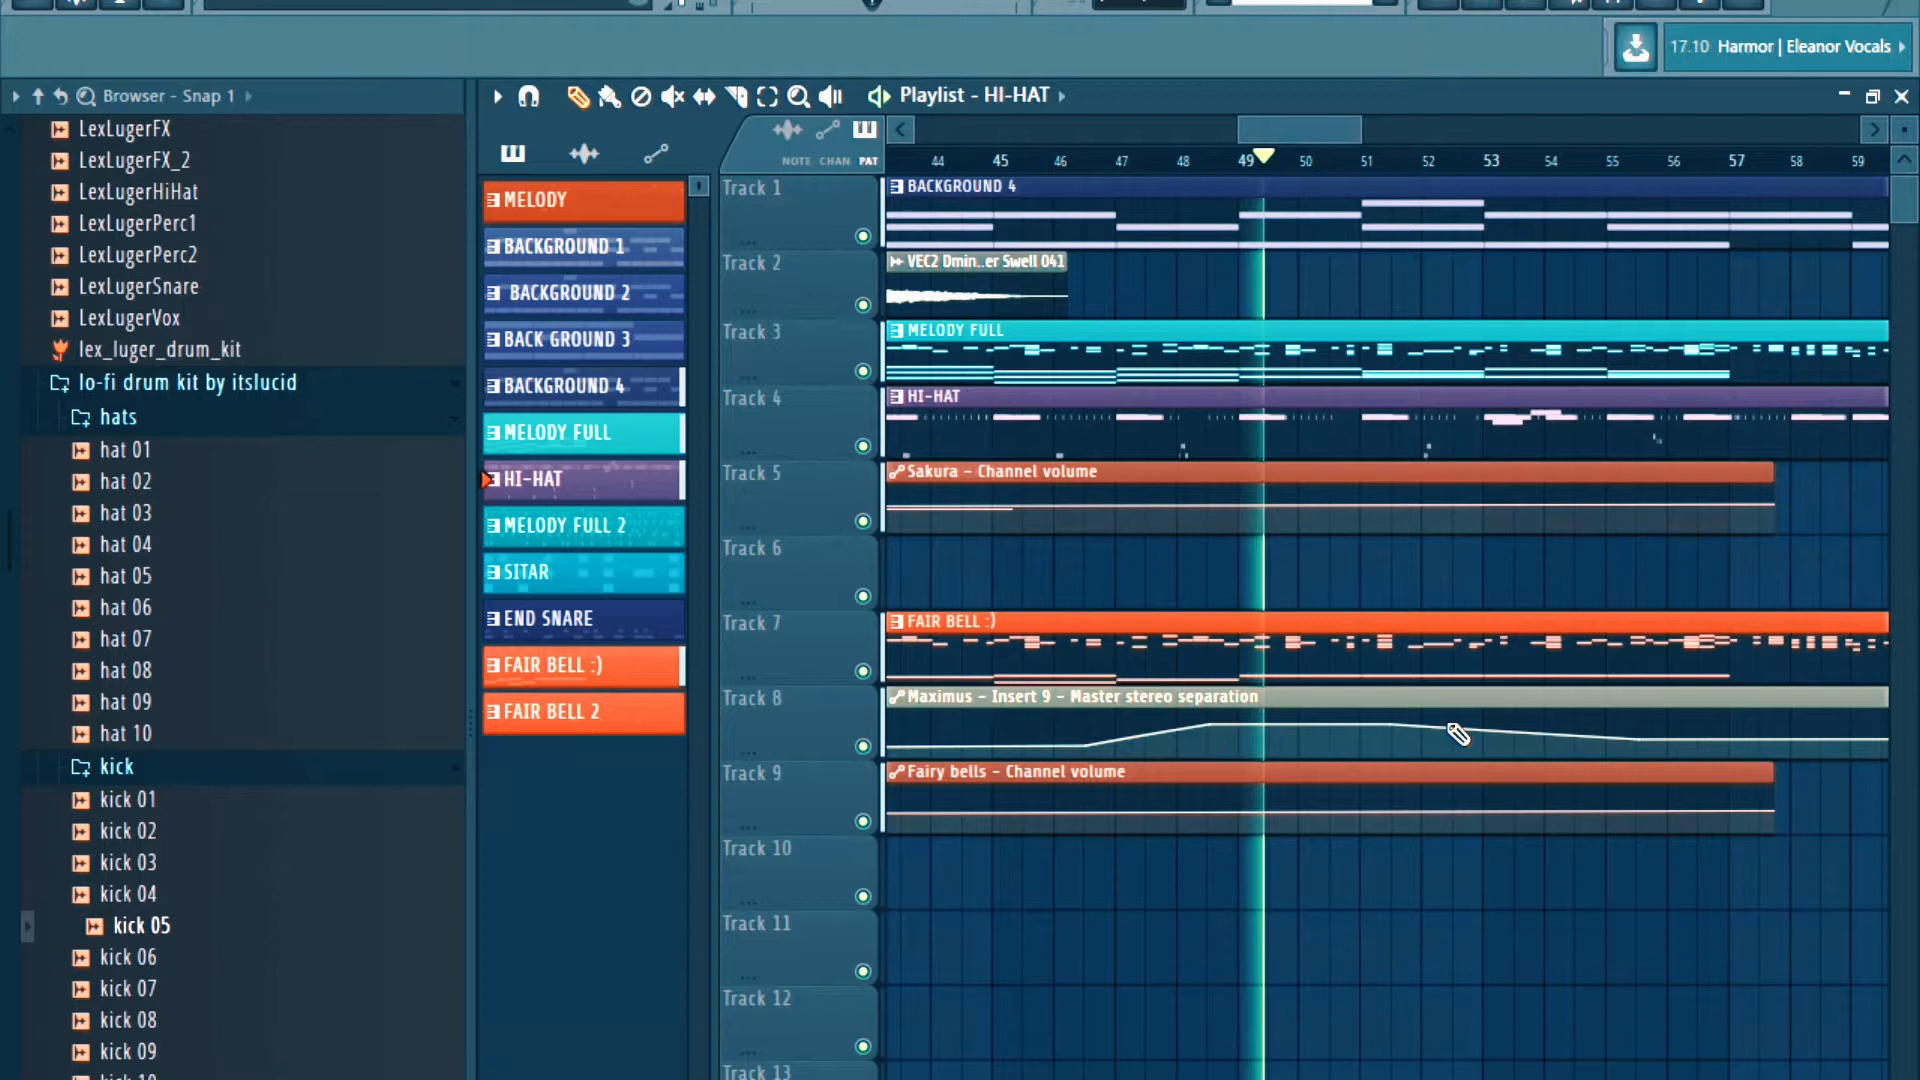 17.10 Harmor | Eleanor Vocals
Browser - Snap 1
LexLugerFX
LexLugerFX_2
LexLugerHiHat
LexLugerPerc1
LexLugerPerc2
LexLugerSnare
LexLugerVox
lex_luger_drum_kit
lo-fi drum kit by itslucid
hats
hat 01
hat 02
hat 03
hat 04
hat 05
hat 06
hat 07
hat 08
hat 09
hat 10
kick
kick 01
kick 02
kick 03
kick 04
kick 05
kick 06
kick 07
kick 08
kick 09
MELODY
BACKGROUND 1
BACKGROUND 2
BACK GROUND 3
BACKGROUND 4
MELODY FULL
HI-HAT
MELODY FULL 2
SITAR
END SNARE
FAIR BELL :)
FAIR BELL 2
Playlist - HI-HAT
NOTE CHAN PAT
44 45 46 47 48 49 50 51 52 53 54 55 56 57 58 59
Track 1
BACKGROUND 4
Track 2
VEC2 Dmin..er Swell 041
Track 3
MELODY FULL
Track 4
HI-HAT
Track 5
Sakura - Channel volume
Track 6
Track 7
FAIR BELL :)
Track 8
Maximus - Insert 9 - Master stereo separation
Track 9
Fairy bells - Channel volume
Track 10
Track 11
Track 12
Track 13